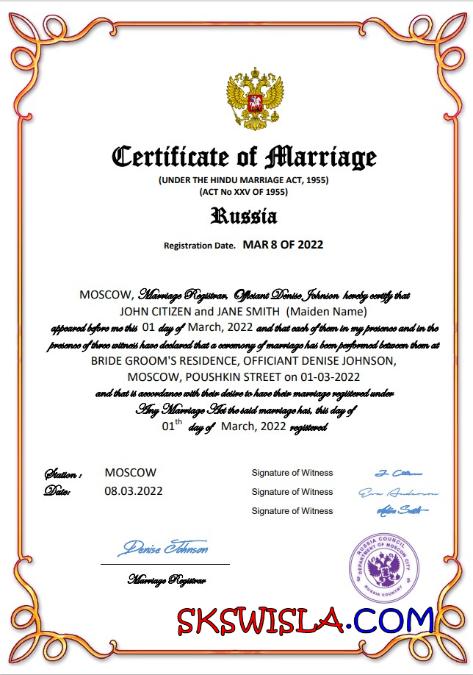 Certificate of Marriage
(UNDER THE HINDU MARRIAGE ACT, 1955)
(ACT No XXV OF 1955)
Russia
Registration Date. MAR 8 OF 2022
MOSCOW, Marriage Registrar, Officiant Denise Johnson hereby certify that
JOHN CITIZEN and JANE SMITH (Maiden Name)
appeared before me this 01 day of March, 2022 and that each of them in my presence and in the
presence of three witness have declared that a ceremony of marriage has been performed between them at
BRIDE GROOM'S RESIDENCE, OFFICIANT DENISE JOHNSON,
MOSCOW, POUSHKIN STREET on 01-03-2022
and that is accordance with their desire to have their marriage registered under
Any Marriage Act the said marriage has, this day of
01th day of March, 2022 registered
Station : MOSCOW
Date: 08.03.2022
Signature of Witness J. Citizen
Signature of Witness Eva Anderson
Signature of Witness Smith
Denise Johnson
Marriage Registrar
RUSSIA COUNCIL
DEPARTMENT OF MOSCOW CITY
RUSSIA COUNTRY
SKSWISLA.COM